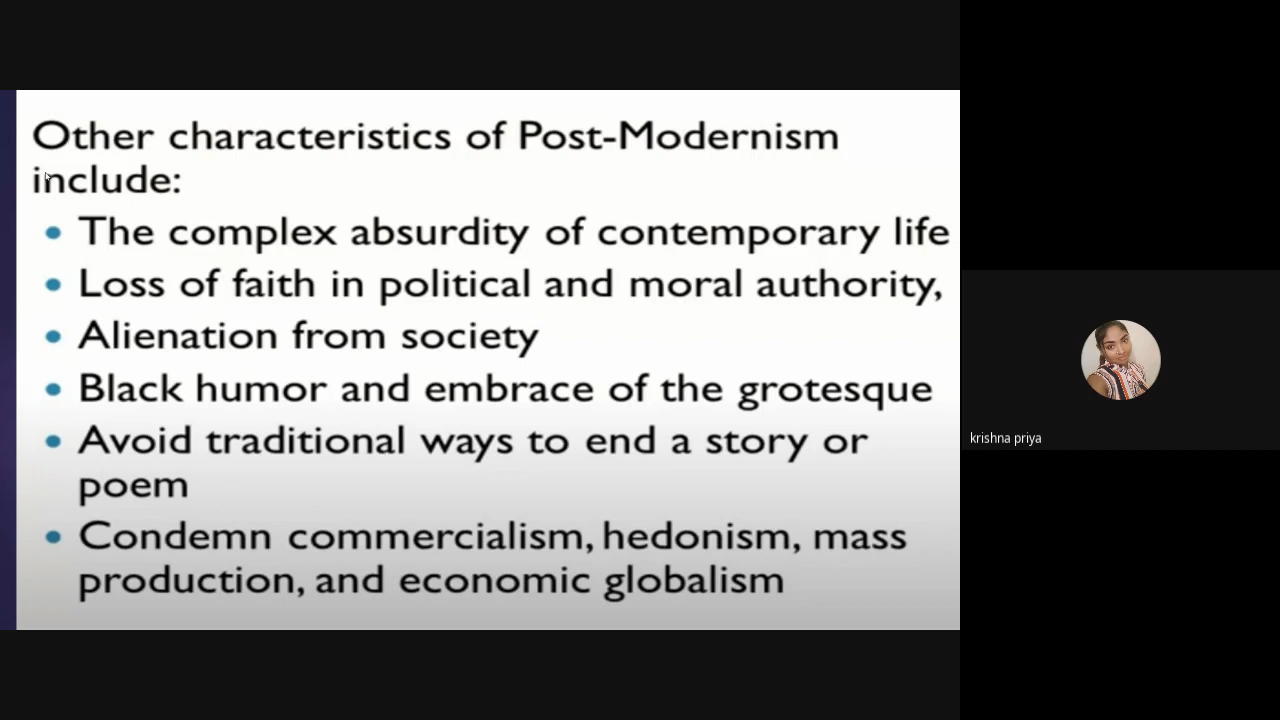 Other characteristics of Post-Modernism
include:
• The complex absurdity of contemporary life
• Loss of faith in political and moral authority,
• Alienation from society
• Black humor and embrace of the grotesque
• Avoid traditional ways to end a story or
poem
• Condemn commercialism, hedonism, mass
production, and economic globalism
krishna priya